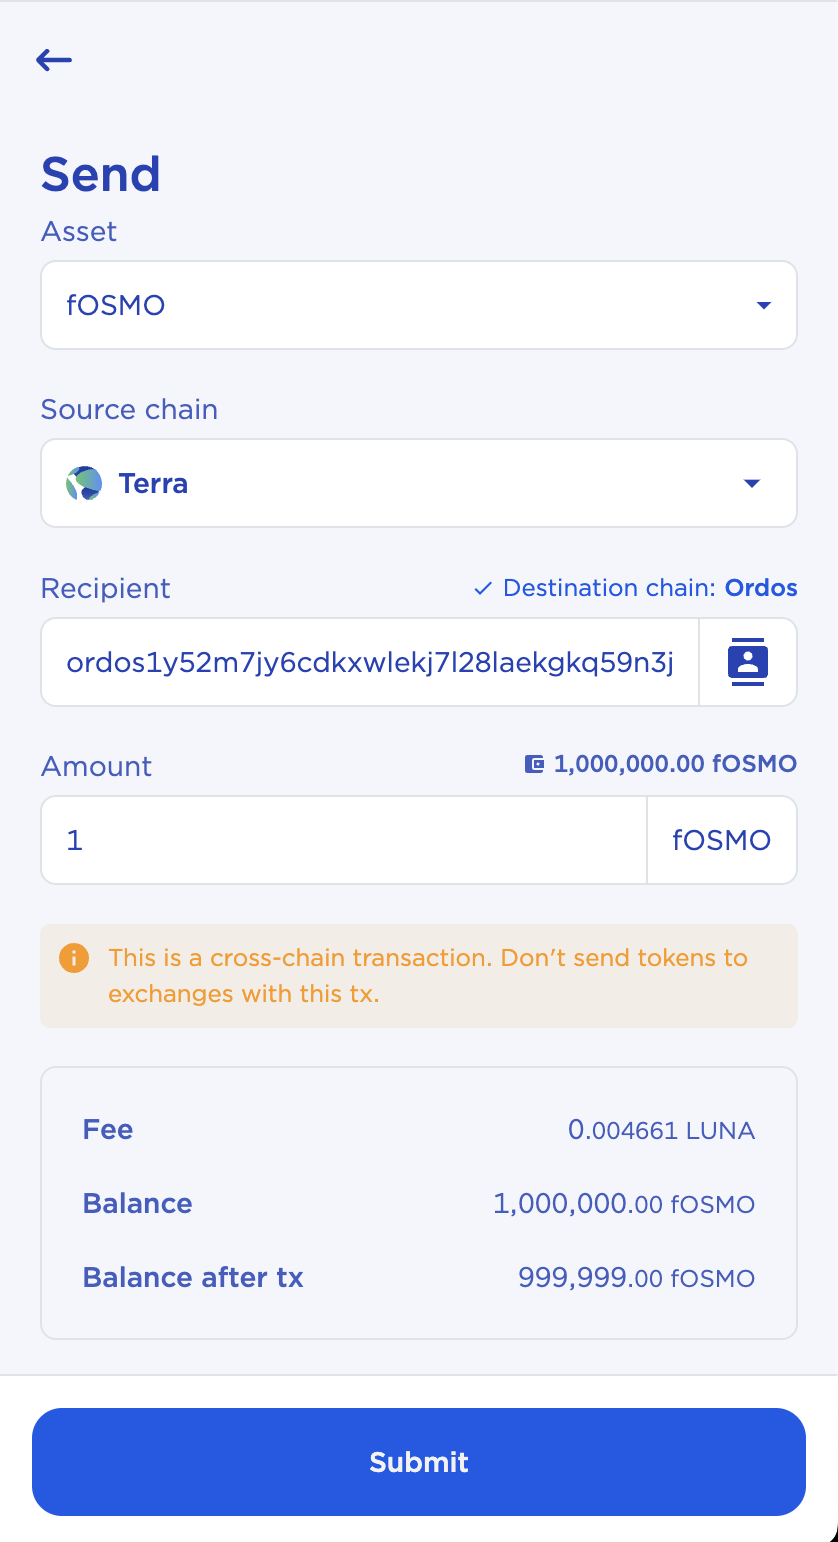 Send
Asset
fOSMO
Source chain
Terra
Recipient
Destination chain: Ordos
ordos1y52m7jy6cdkxwlekj7l28laekgkq59n3j
Amount
1,000,000.00 fOSMO
1
fOSMO
This is a cross-chain transaction. Don't send tokens to
exchanges with this tx.
Fee
0.004661 LUNA
Balance
1,000,000.00 fOSMO
Balance after tx
999,999.00 fOSMO
Submit